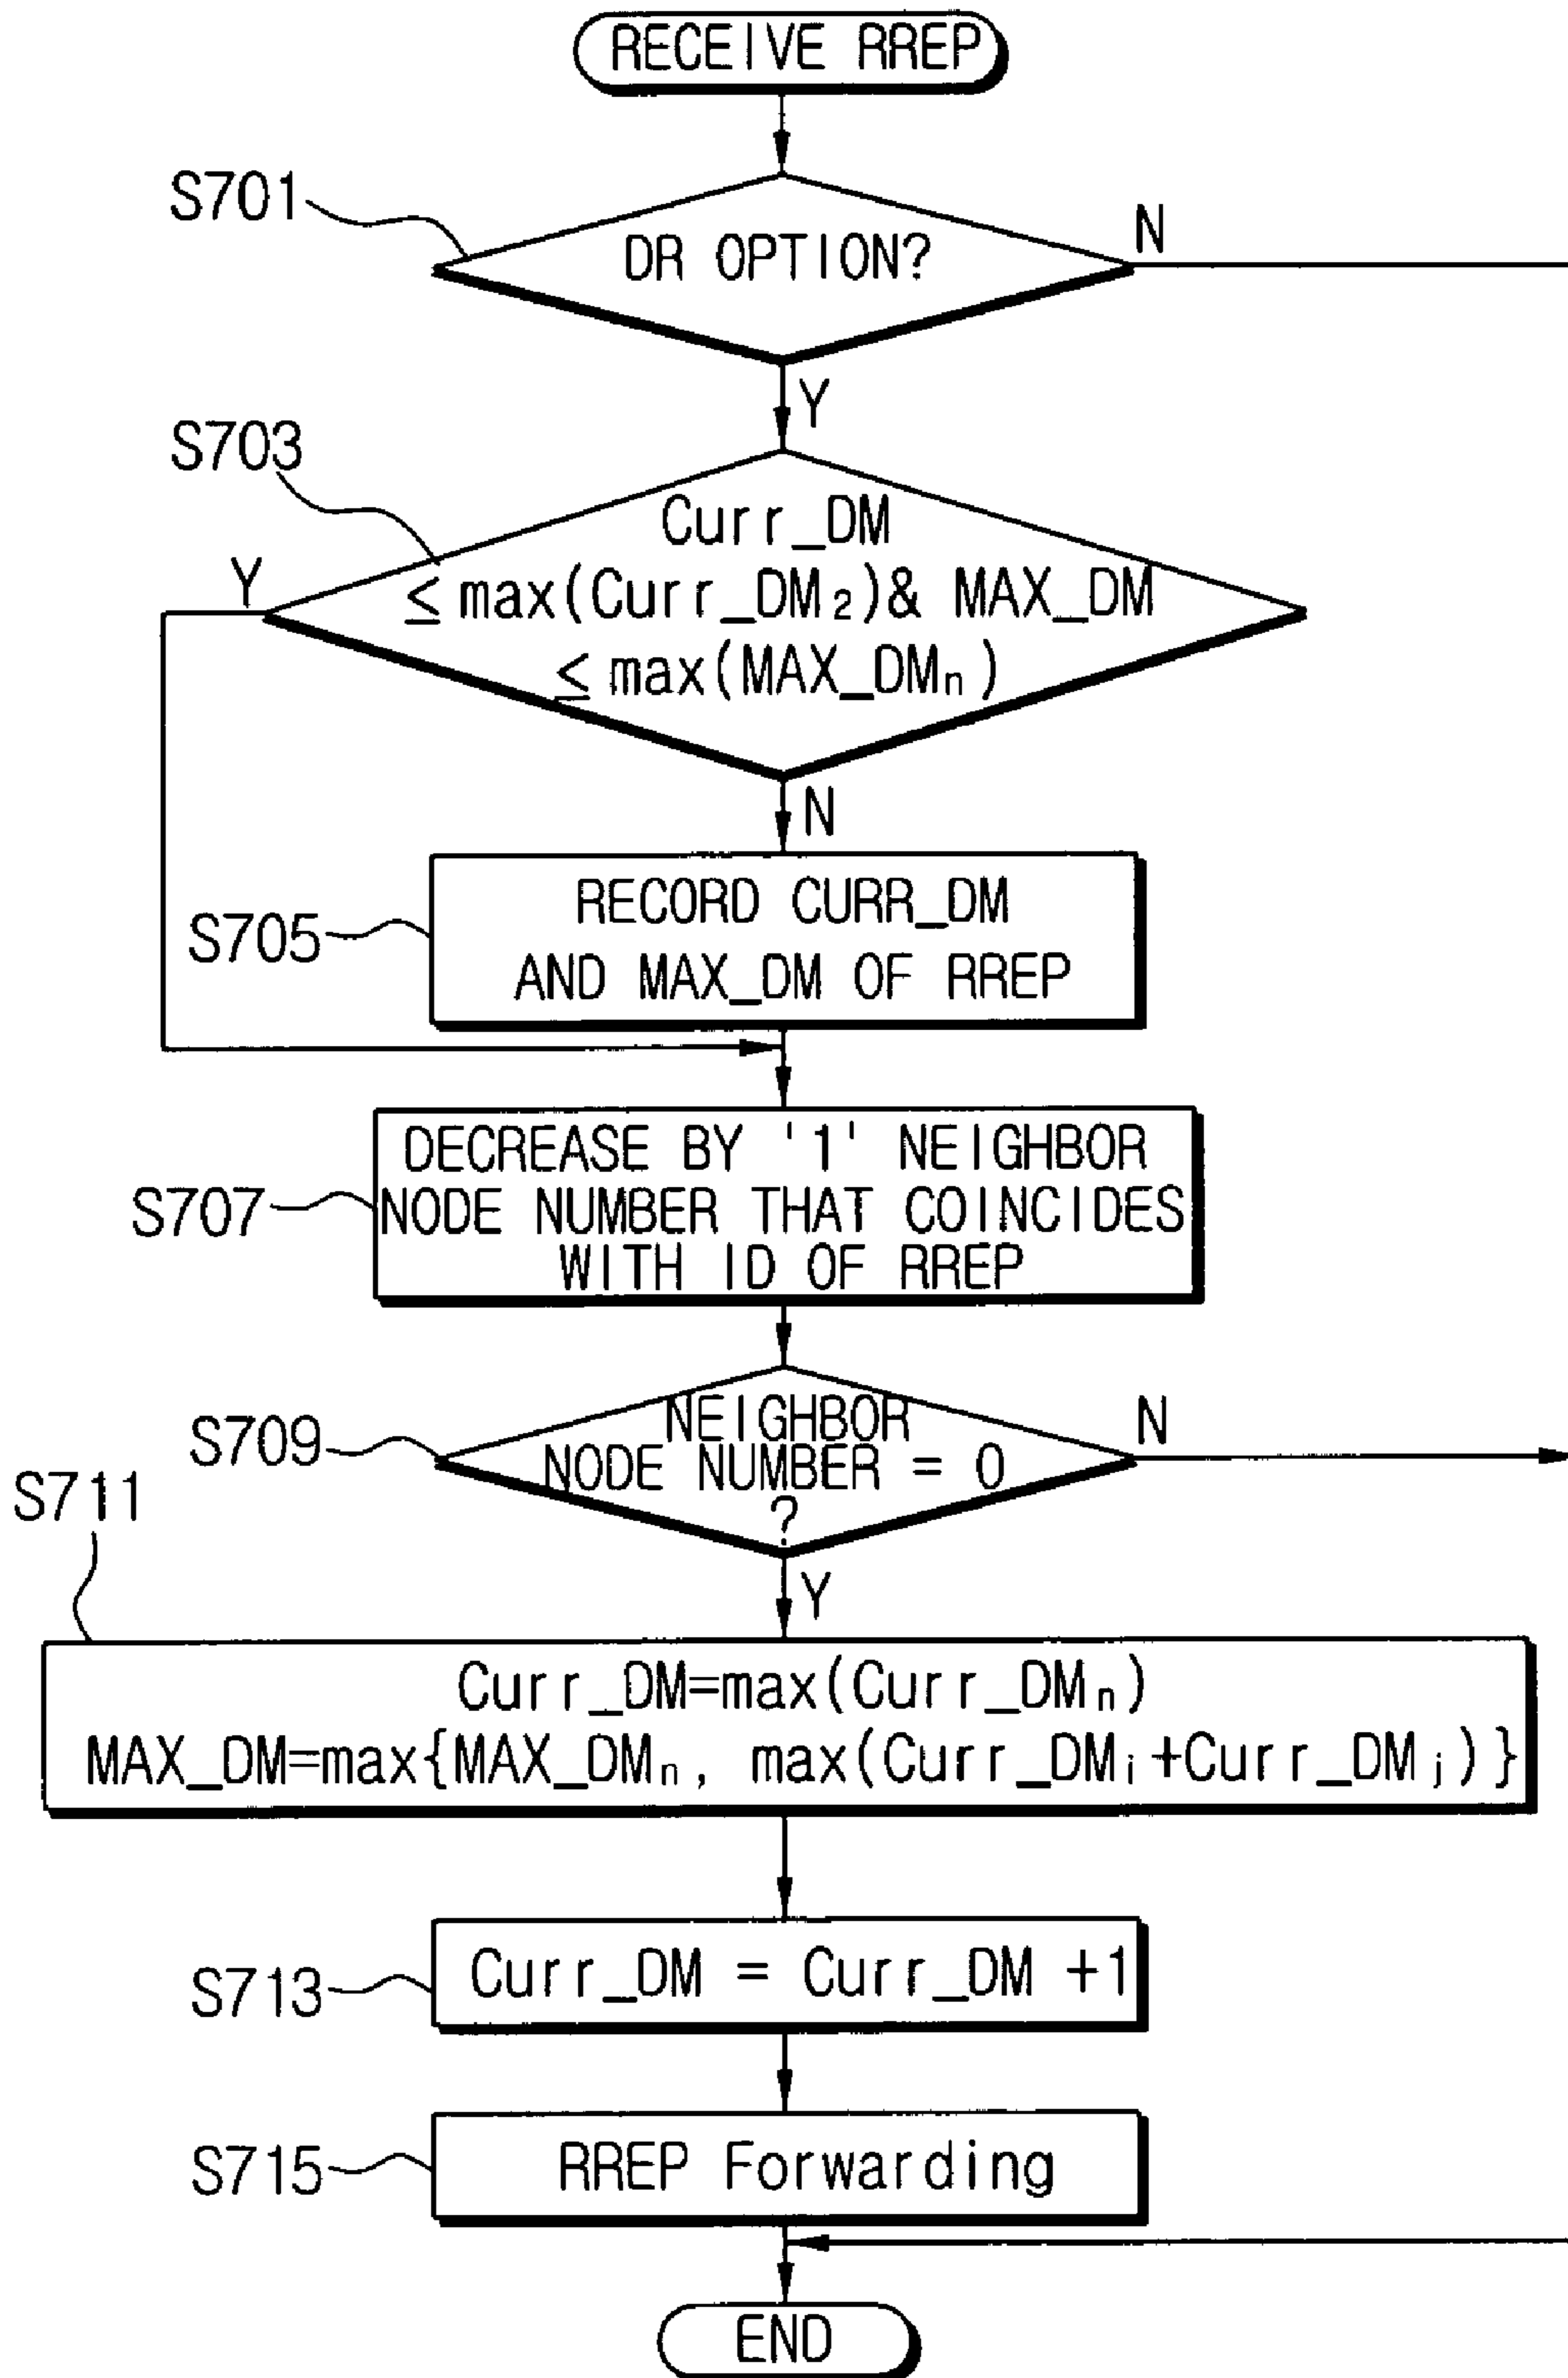 RECEIVE RREP
S701
DR OPTION?
N
Y
S703
Curr_DM
≤ max(Curr_DM₂)& MAX_DM
≤ max(MAX_DMₙ)
Y
N
S705
RECORD CURR_DM
AND MAX_DM OF RREP
S707
DECREASE BY '1' NEIGHBOR
NODE NUMBER THAT COINCIDES
WITH ID OF RREP
S709
NEIGHBOR
NODE NUMBER = 0
?
N
Y
S711
Curr_DM=max(Curr_DMₙ)
MAX_DM=max{MAX_DMₙ, max(Curr_DMᵢ+Curr_DMⱼ)}
S713
Curr_DM = Curr_DM +1
S715
RREP Forwarding
END